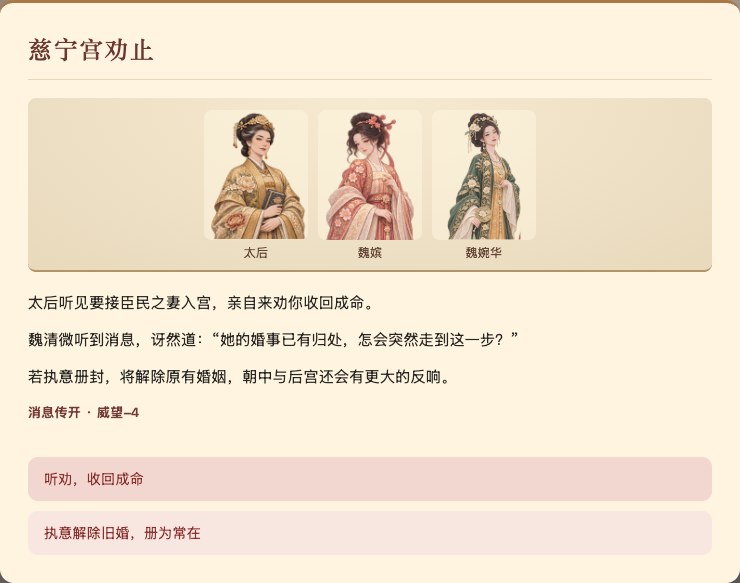 慈宁宫劝止
太后
魏嫔
魏婉华
太后听见要接臣民之妻入宫，亲自来劝你收回成命。
魏清微听到消息，讶然道：“她的婚事已有归处，怎会突然走到这一步？”
若执意册封，将解除原有婚姻，朝中与后宫还会有更大的反响。
消息传开 · 威望−4
听劝，收回成命
执意解除旧婚，册为常在